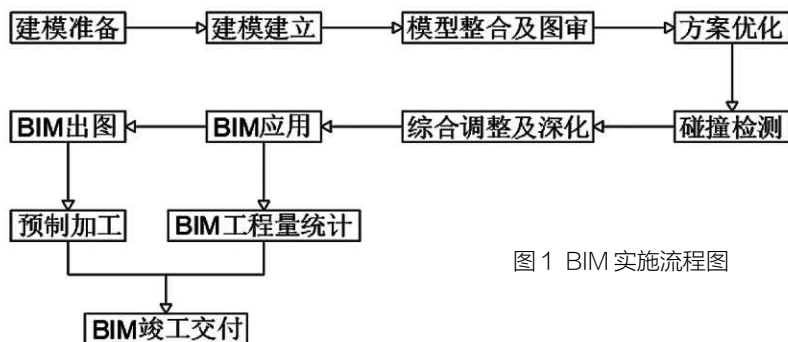 建模准备
建模建立
模型整合及图审
方案优化
BIM出图
BIM应用
综合调整及深化
碰撞检测
预制加工
BIM工程量统计
图1 BIM 实施流程图
BIM竣工交付